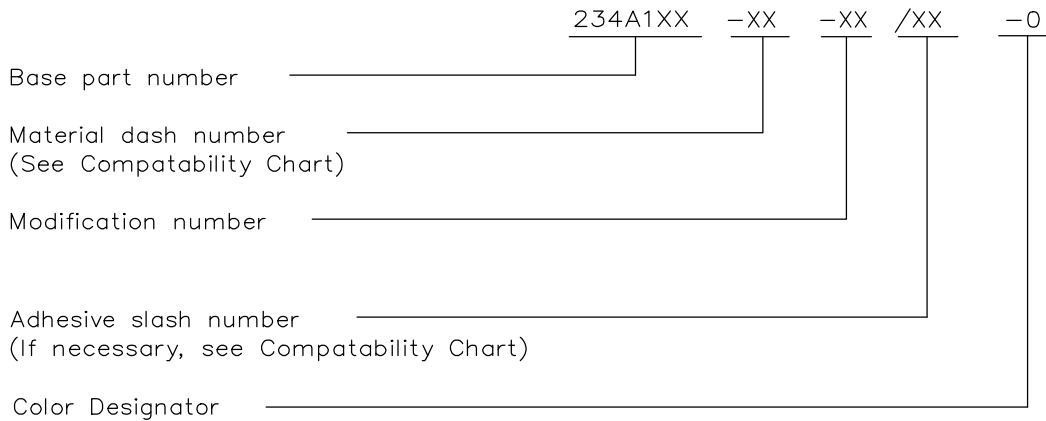 234A1XX -XX -XX /XX -0
Base part number
Material dash number
(See Compatability Chart)
Modification number
Adhesive slash number
(If necessary, see Compatability Chart)
Color Designator